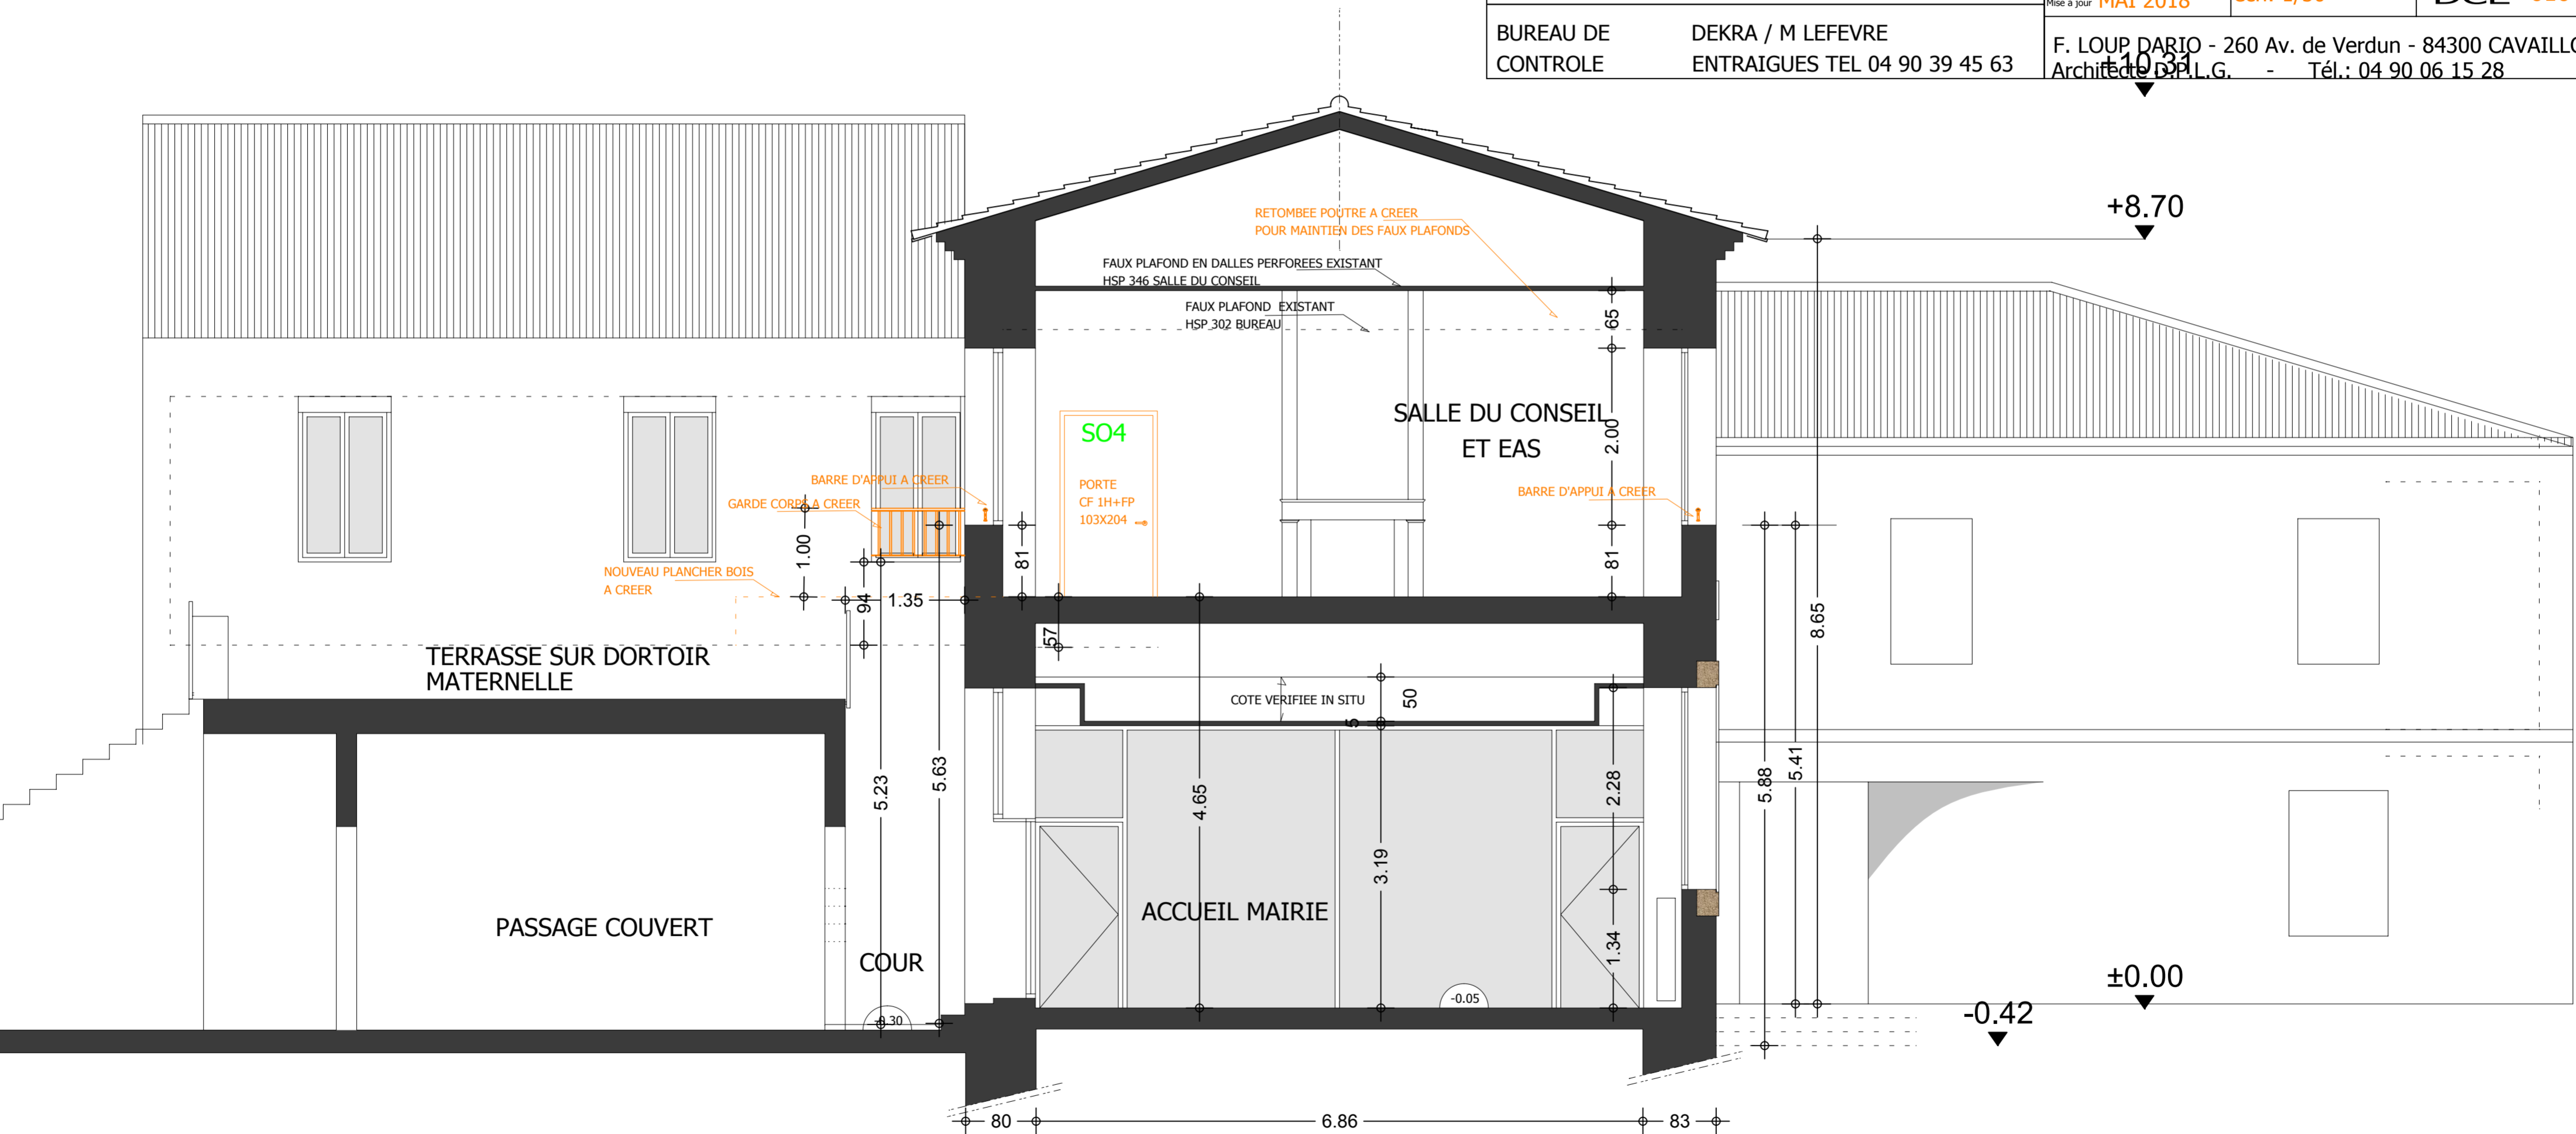 Mise à jour MAI 2018
BUREAU DE DEKRA / M LEFEVRE
CONTROLE ENTRAIGUES TEL 04 90 39 45 63
F. LOUP DARIO - 260 Av. de Verdun - 84300
Architecte D.P.L.G. - Tél.: 04 90 06 15 28
+10.31
+8.70
RETOMBEE POUTRE A CREER
POUR MAINTIEN DES FAUX PLAFONDS
FAUX PLAFOND EN DALLES PERFOREES EXISTANT
HSP 346 SALLE DU CONSEIL
FAUX PLAFOND EXISTANT
HSP 302 BUREAU
65
SALLE DU CONSEIL
ET EAS
2.00
SO4
PORTE
CF 1H+FP
103X204
BARRE D'APPUI A CREER
GARDE CORPS A CREER
BARRE D'APPUI A CREER
1.00
81
81
NOUVEAU PLANCHER BOIS
A CREER
94
1.35
57
8.65
TERRASSE SUR DORTOIR
MATERNELLE
COTE VERIFIEE IN SITU
50
5
5.23
5.63
4.65
3.19
2.28
5.88
5.41
PASSAGE COUVERT
ACCUEIL MAIRIE
1.34
COUR
-0.30
-0.05
±0.00
-0.42
80
6.86
83